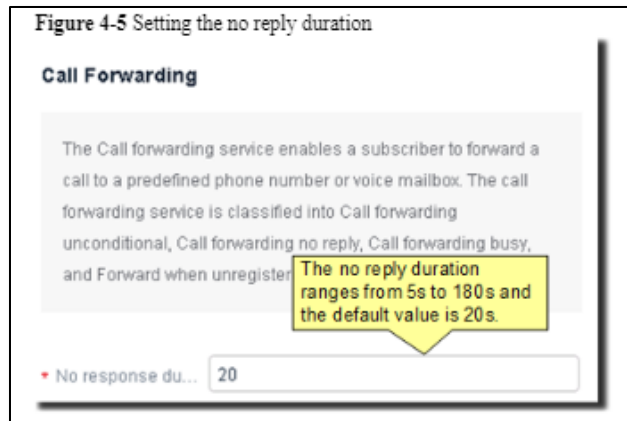 Figure 4-5 Setting the no reply duration
Call Forwarding
The Call forwarding service enables a subscriber to forward a
call to a predefined phone number or voice mailbox. The call
forwarding service is classified into Call forwarding
unconditional, Call forwarding no reply, Call forwarding busy,
and Forward when unregister
The no reply duration
ranges from 5s to 180s and
the default value is 20s.
* No response du... 20